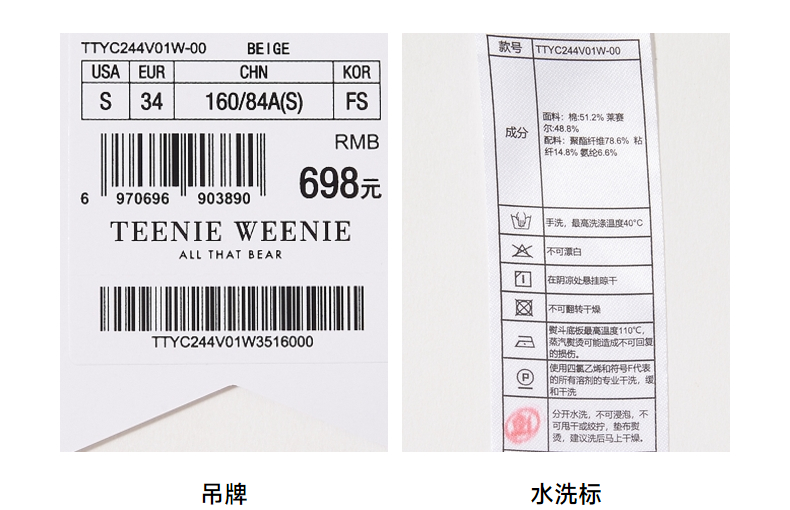 TTYC244V01W-00 BEIGE
USA EUR CHN KOR
S 34 160/84A(S) FS
RMB
698元
6 970696 903890
TEENIE WEENIE
ALL THAT BEAR
TTYC244V01W3516000
吊牌
款号 TTYC244V01W-00
成分
面料：棉:51.2% 莱赛
尔:48.8%
配料：聚酯纤维78.6% 粘
纤14.8% 氨纶6.6%
手洗，最高洗涤温度40°C
不可漂白
在阴凉处悬挂晾干
不可翻转干燥
熨斗底板最高温度110℃，
蒸汽熨烫可能造成不可回复
的损伤。
P
使用四氯乙烯和符号F代表
的所有溶剂的专业干洗，缓
和干洗
分开水洗，不可浸泡，不
可甩干或绞拧，垫布熨
烫，建议洗后马上干燥。
水洗标